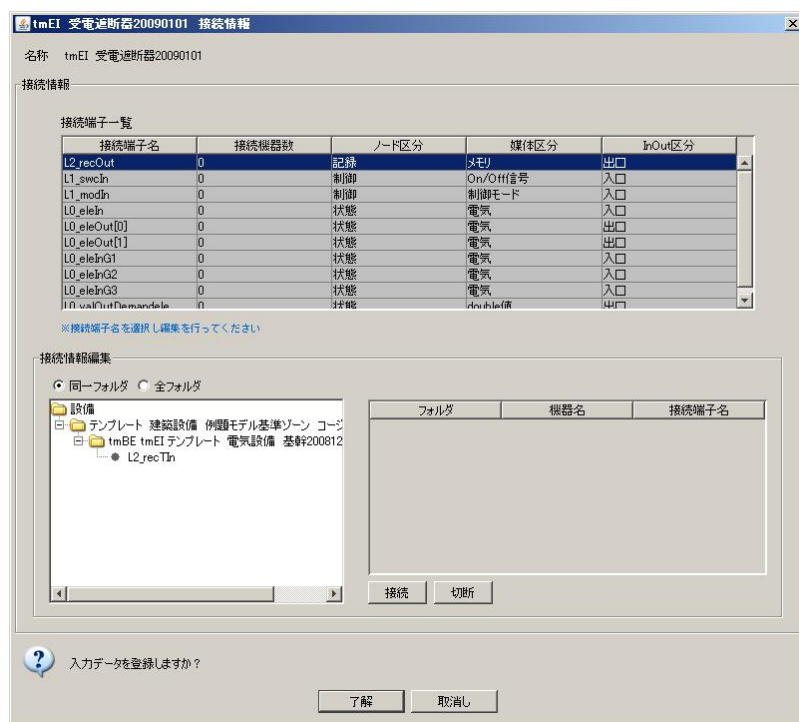 tmEI 受電遮断器20090101 接続情報
名称 tmEI 受電遮断器20090101
接続情報
接続端子一覧
接続端子名 接続機器数 ノード区分 媒体区分 InOut区分
L2_recOut 0 記録 メモリ 出口
L1_swcIn 0 制御 On/Off信号 入口
L1_modIn 0 制御 制御モード 入口
L0_eleIn 0 状態 電気 入口
L0_eleOut[0] 0 状態 電気 出口
L0_eleOut[1] 0 状態 電気 出口
L0_eleInG1 0 状態 電気 入口
L0_eleInG2 0 状態 電気 入口
L0_eleInG3 0 状態 電気 入口
L0_valOutDemandele 0 状態 double値 出口
※接続端子名を選択し編集を行ってください
接続情報編集
同一フォルダ 全フォルダ
設備
テンプレート 建築設備 例題モデル基準ゾーン コージ
tmBE tmEI テンプレート 電気設備 基幹200812
L2_recTIn
フォルダ 機器名 接続端子名
接続 切断
入力データを登録しますか?
了解 取消し